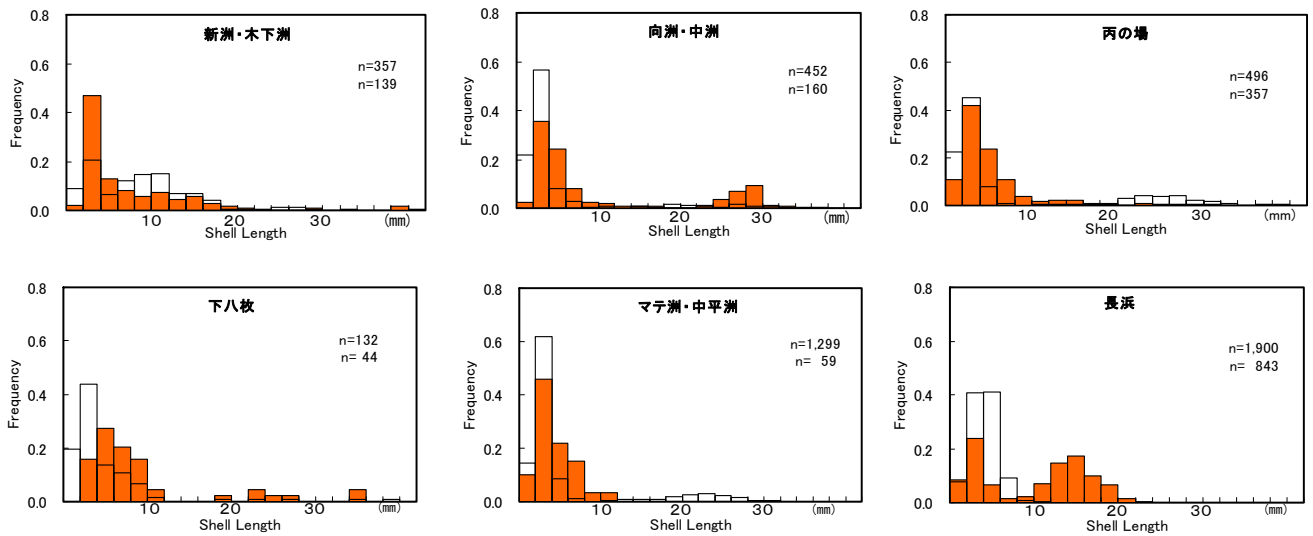 新洲・木下洲
n=357
n=139
Frequency
0.8
0.6
0.4
0.2
0.0
10
20
30
(㎜)
Shell Length
向洲・中洲
n=452
n=160
Frequency
0.8
0.6
0.4
0.2
0.0
10
20
30
(㎜)
Shell Length
丙の場
n=496
n=357
Frequency
0.8
0.6
0.4
0.2
0.0
10
20
30
(㎜)
Shell Length
下八枚
n=132
n= 44
Frequency
0.8
0.6
0.4
0.2
0.0
10
20
30
(㎜)
Shell Length
マテ洲・中平洲
n=1,299
n= 59
Frequency
0.8
0.6
0.4
0.2
0.0
10
20
30
(㎜)
Shell Length
長浜
n=1,900
n= 843
Frequency
0.8
0.6
0.4
0.2
0.0
10
20
30
(㎜)
Shell Length